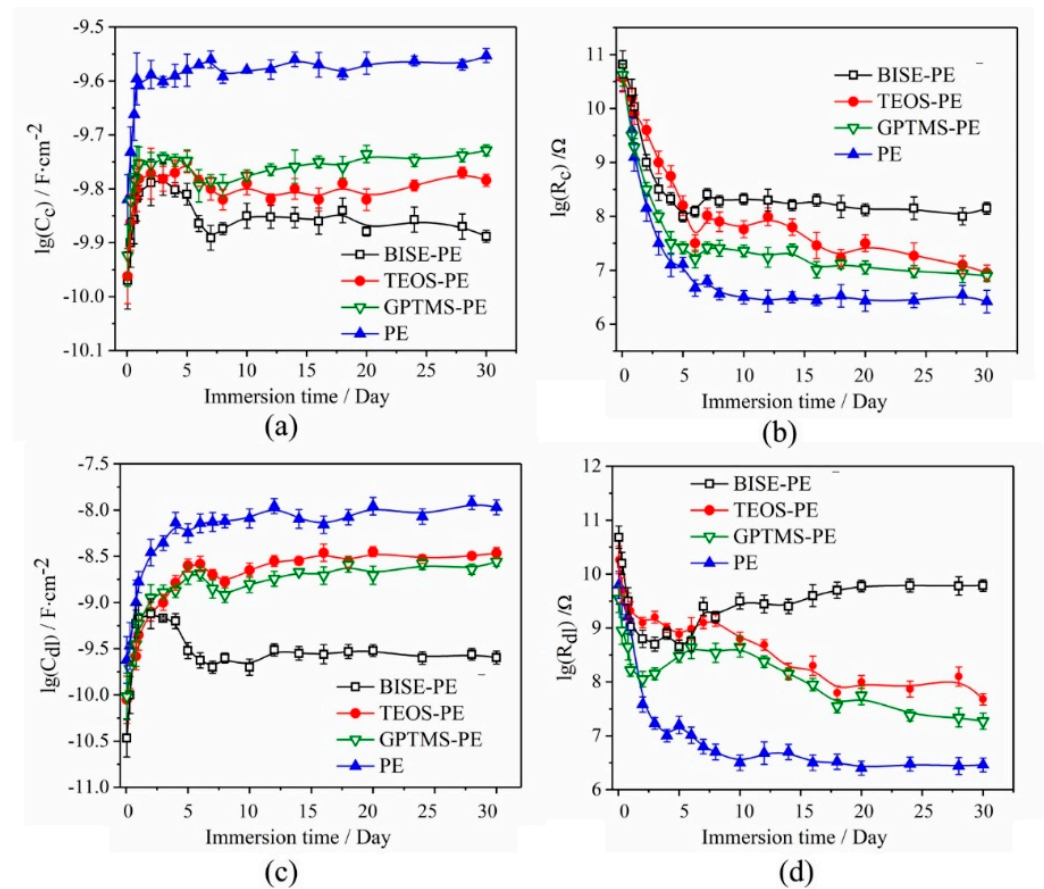 -9.5
-9.6
-9.7
-9.8
-9.9
-10.0
-10.1
lg(Cc) / F·cm-2
BISE-PE
TEOS-PE
GPTMS-PE
PE
0 5 10 15 20 25 30
Immersion time / Day
(a)
11
10
9
8
7
6
lg(Rc) /Ω
BISE-PE
TEOS-PE
GPTMS-PE
PE
0 5 10 15 20 25 30
Immersion time / Day
(b)
-7.5
-8.0
-8.5
-9.0
-9.5
-10.0
-10.5
-11.0
lg(Cdl) / F·cm-2
BISE-PE
TEOS-PE
GPTMS-PE
PE
0 5 10 15 20 25 30
Immersion time / Day
(c)
12
11
10
9
8
7
6
lg(Rdl) /Ω
BISE-PE
TEOS-PE
GPTMS-PE
PE
0 5 10 15 20 25 30
Immersion time / Day
(d)